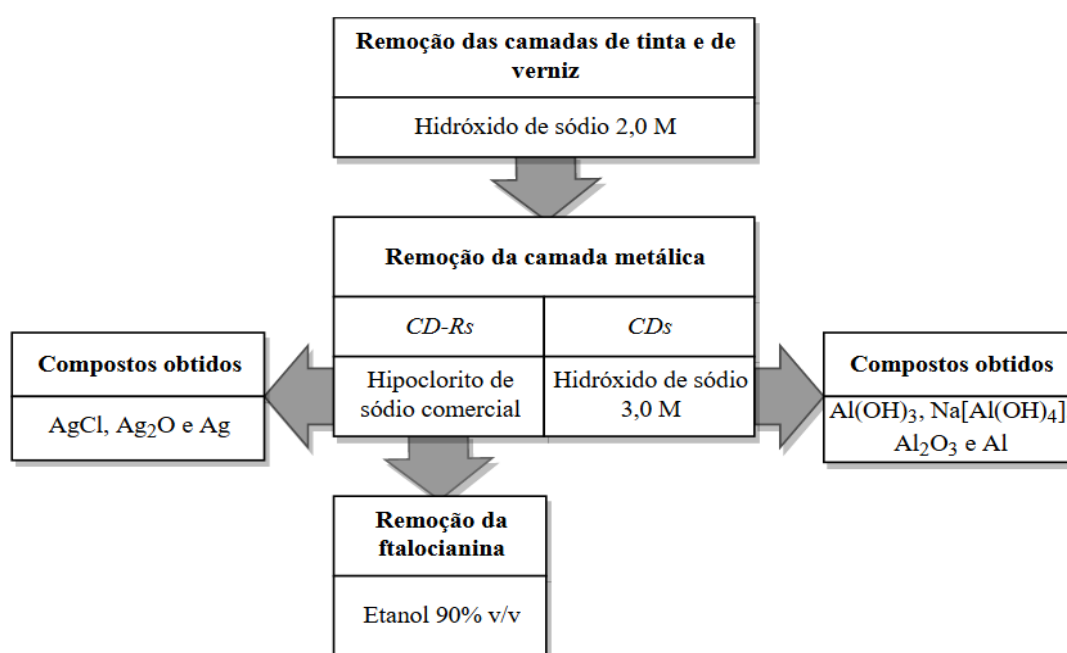 Remoção das camadas de tinta e de
verniz
Hidróxido de sódio 2,0 M
Remoção da camada metálica
CD-Rs
CDs
Hipoclorito de
sódio comercial
Hidróxido de sódio
3,0 M
Compostos obtidos
AgCl, Ag₂O e Ag
Compostos obtidos
Al(OH)₃, Na[Al(OH)₄]
Al₂O₃ e Al
Remoção da
ftalocianina
Etanol 90% v/v